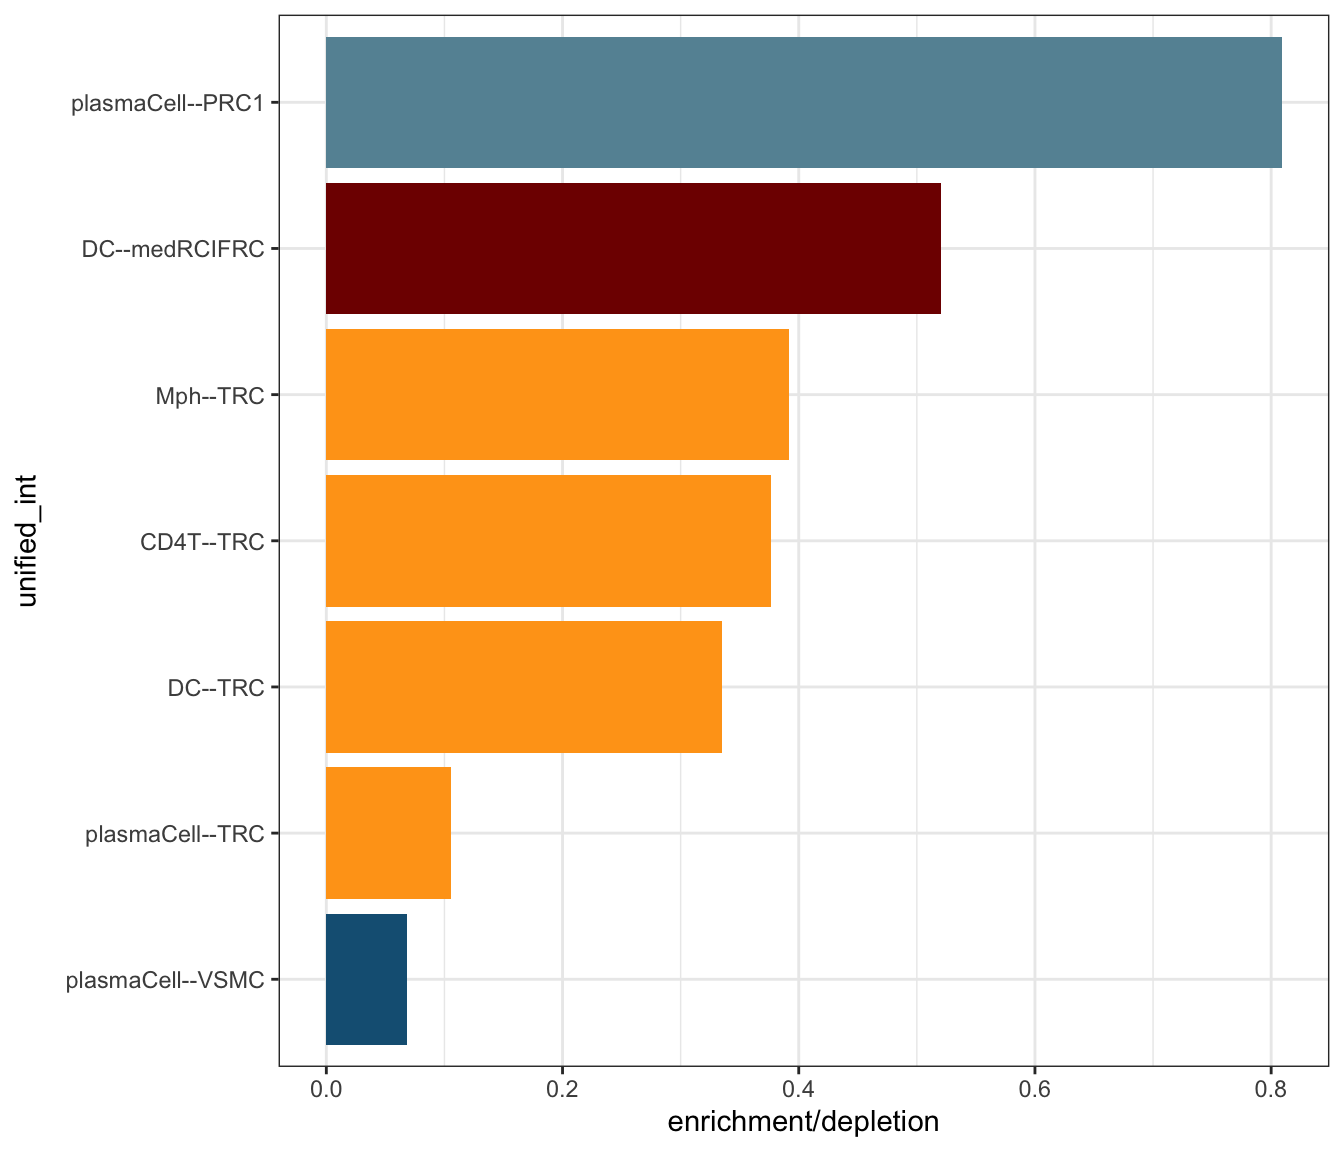 unified_int
plasmaCell--PRC1
DC--medRCIFRC
Mph--TRC
CD4T--TRC
DC--TRC
plasmaCell--TRC
plasmaCell--VSMC
0.0 0.2 0.4 0.6 0.8
enrichment/depletion